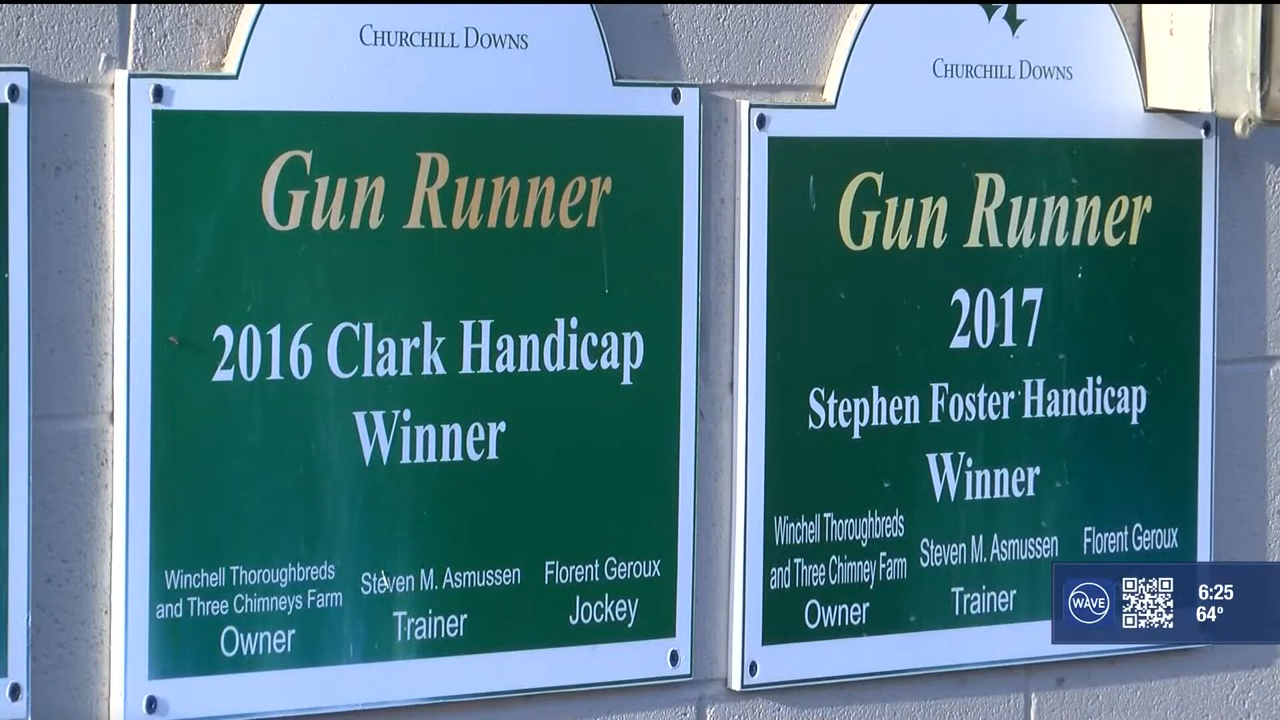 CHURCHILL DOWNS
Gun Runner
2016 Clark Handicap
Winner
Winchell Thoroughbreds
and Three Chimneys Farm
Owner
Steven M. Asmussen
Trainer
Florent Geroux
Jockey
CHURCHILL DOWNS
Gun Runner
2017
Stephen Foster Handicap
Winner
Winchell Thoroughbreds
and Three Chimney Farm
Owner
Steven M. Asmussen
Trainer
Florent Geroux
WAVE
6:25
64°